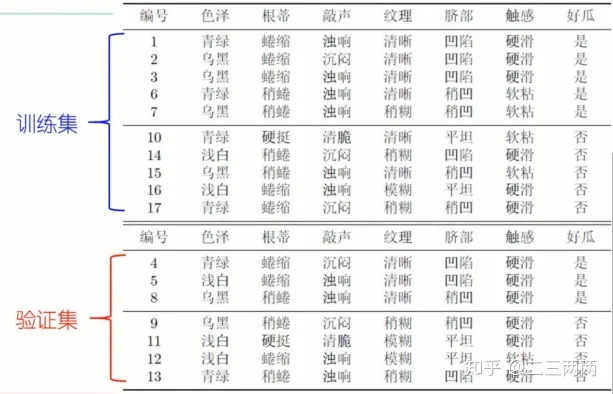 编号 色泽 根蒂 敲声 纹理 脐部 触感 好瓜
训练集
1 青绿 蜷缩 浊响 清晰 凹陷 硬滑 是
2 乌黑 蜷缩 沉闷 清晰 凹陷 硬滑 是
3 乌黑 蜷缩 浊响 清晰 凹陷 硬滑 是
6 青绿 稍蜷 浊响 清晰 稍凹 软粘 是
7 乌黑 稍蜷 浊响 稍糊 稍凹 软粘 是
10 青绿 硬挺 清脆 清晰 平坦 软粘 否
14 浅白 稍蜷 沉闷 稍糊 凹陷 硬滑 否
15 乌黑 稍蜷 浊响 清晰 稍凹 软粘 否
16 浅白 蜷缩 浊响 模糊 平坦 硬滑 否
17 青绿 蜷缩 沉闷 稍糊 稍凹 硬滑 否
编号 色泽 根蒂 敲声 纹理 脐部 触感 好瓜
验证集
4 青绿 蜷缩 沉闷 清晰 凹陷 硬滑 是
5 浅白 蜷缩 浊响 清晰 凹陷 硬滑 是
8 乌黑 稍蜷 浊响 清晰 稍凹 硬滑 是
9 乌黑 稍蜷 沉闷 稍糊 稍凹 硬滑 否
11 浅白 硬挺 清脆 模糊 平坦 硬滑 否
12 浅白 蜷缩 浊响 模糊 平坦 软粘 否
13 青绿 稍蜷 浊响 稍糊 凹陷 硬滑 否
知乎 @二三两两